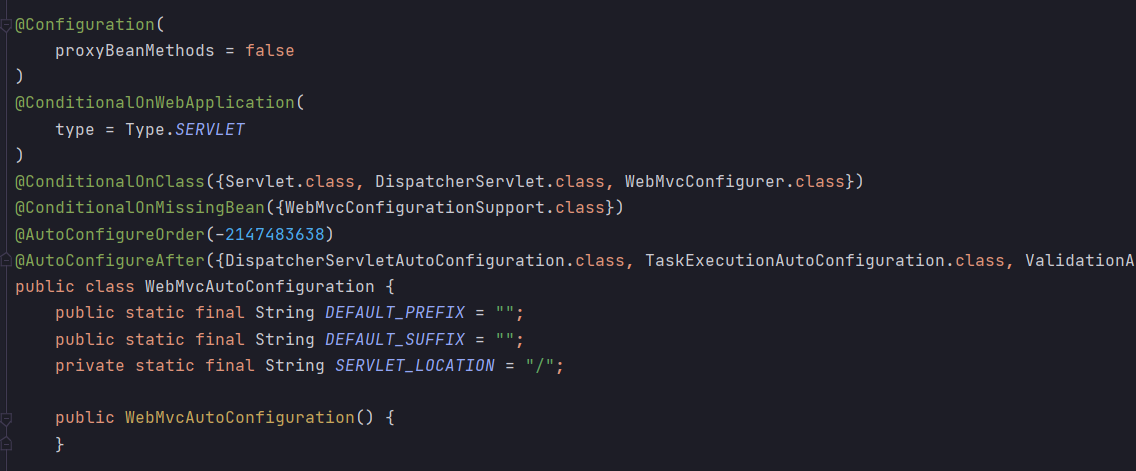 @Configuration(
    proxyBeanMethods = false
)
@ConditionalOnWebApplication(
    type = Type.SERVLET
)
@ConditionalOnClass({Servlet.class, DispatcherServlet.class, WebMvcConfigurer.class})
@ConditionalOnMissingBean({WebMvcConfigurationSupport.class})
@AutoConfigureOrder(-2147483638)
@AutoConfigureAfter({DispatcherServletAutoConfiguration.class, TaskExecutionAutoConfiguration.class, ValidationA
public class WebMvcAutoConfiguration {
    public static final String DEFAULT_PREFIX = "";
    public static final String DEFAULT_SUFFIX = "";
    private static final String SERVLET_LOCATION = "/";

    public WebMvcAutoConfiguration() {
    }